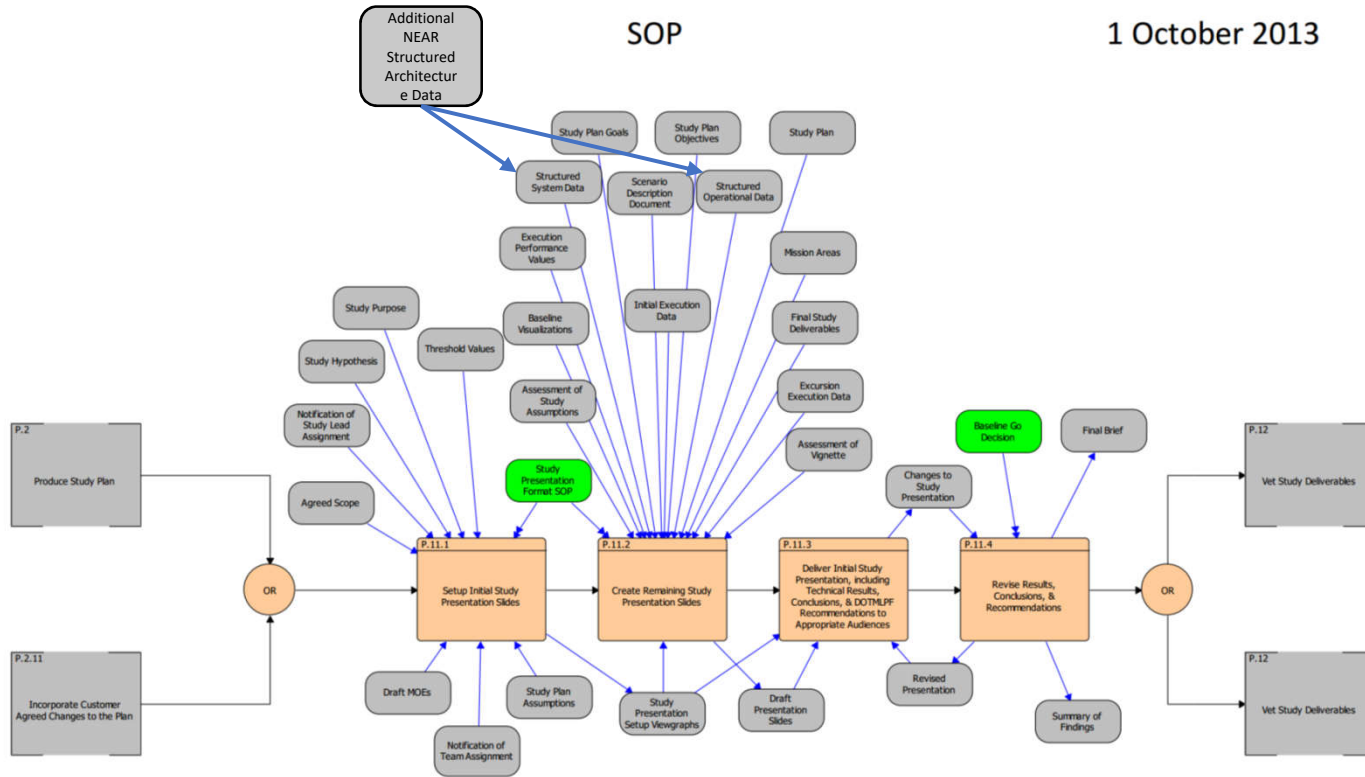 Additional
NEAR
Structured
Architectur
e Data
SOP
1 October 2013
Study Plan Goals
Study Plan
Objectives
Study Plan
Structured
System Data
Scenario
Description
Document
Structured
Operational Data
Execution
Performance
Values
Mission Areas
Study Purpose
Baseline
Visualizations
Initial Execution
Data
Final Study
Deliverables
Study Hypothesis
Threshold Values
Assessment of
Study
Assumptions
Excursion
Execution Data
Notification of
Study Lead
Assignment
Baseline Go
Decision
Final Brief
Assessment of
Vignette
P.2
Produce Study Plan
P.12
Vet Study Deliverables
Study
Presentation
Format SOP
Changes to
Study
Presentation
Agreed Scope
OR
P.11.1
Setup Initial Study
Presentation Slides
P.11.2
Create Remaining Study
Presentation Slides
P.11.3
Deliver Initial Study
Presentation, including
Technical Results,
Conclusions, & DOTMLPF
Recommendations to
Appropriate Audiences
P.11.4
Revise Results,
Conclusions, &
Recommendations
OR
P.2.11
Incorporate Customer
Agreed Changes to the Plan
P.12
Vet Study Deliverables
Draft MOEs
Study Plan
Assumptions
Study
Presentation
Setup Viewgraphs
Draft
Presentation
Slides
Revised
Presentation
Summary of
Findings
Notification of
Team Assignment